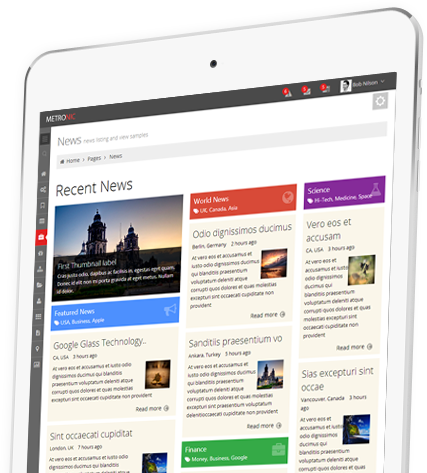 METRONIC
6 5 3 Bob Nilson
News news listing and view samples
Home > Pages > News
Recent News
First Thumbnail label
Cras justo odio, dapibus ac facilisis in, egestas eget quam.
Donec id elit non mi porta gravida at eget metus. Nullam
id dolor.
Featured News
USA, Business, Apple
Google Glass Technology..
CA, USA 3 hours ago
At vero eos et accusamus et iusto odio
dignissimos ducimus qui blanditiis
praesentium voluptatum deleniti atque
corrupti quos dolores et quas molestias
excepturi sint occaecati cupiditate non
provident
Read more
Sint occaecati cupiditat
London, UK 7 hours ago
At vero eos et accusamus et iusto
World News
UK, Canada, Asia
Odio dignissimos ducimus
Berlin, Germany 2 hours ago
At vero eos et accusamus et iusto
odio dignissimos ducimus qui
blanditiis praesentium
voluptatum deleniti atque
corrupti quos dolores et quas molestias
excepturi sint occaecati cupiditate non
provident
Read more
Sanditiis praesentium vo
Ankara, Turkey 5 hours ago
At vero eos et accusamus et iusto
odio dignissimos ducimus qui
blanditiis praesentium
voluptatum deleniti atque
corrupti quos dolores et quas molestias
excepturi sint occaecati cupiditate non
provident
Read more
Finance
Money, Business, Google
Science
Hi-Tech, Medicine, Space
Vero eos et
accusam
CA, USA 3 hours ago
At vero eos et
accusamus et iusto
odio dignissimos
ducimus qui
blanditiis praesentium
voluptatum deleniti atque
corrupti quos dolores et quas
molestias excepturi sint
occaecati cupiditate non
provident
Read more
Sias excepturi sint
occae
Vancouver, Canada 3 hours
ago
At vero eos et
accusamus et iusto
odio dignissimos
ducimus qui
blanditiis praesentium